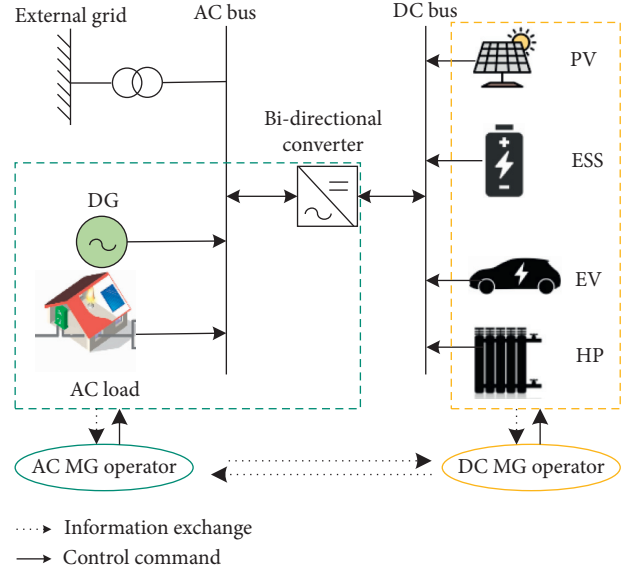 External grid
AC bus
DC bus
PV
Bi-directional
converter
ESS
DG
EV
HP
AC load
AC MG operator
DC MG operator
Information exchange
Control command